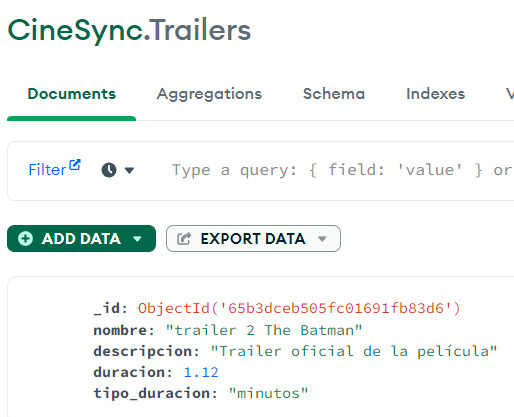 CineSync.Trailers
Documents Aggregations Schema Indexes V
Filter Type a query: { field: 'value' } or
ADD DATA EXPORT DATA
_id: ObjectId('65b3dceb505fc01691fb83d6')
nombre: "trailer 2 The Batman"
descripcion: "Trailer oficial de la película"
duracion: 1.12
tipo_duracion: "minutos"